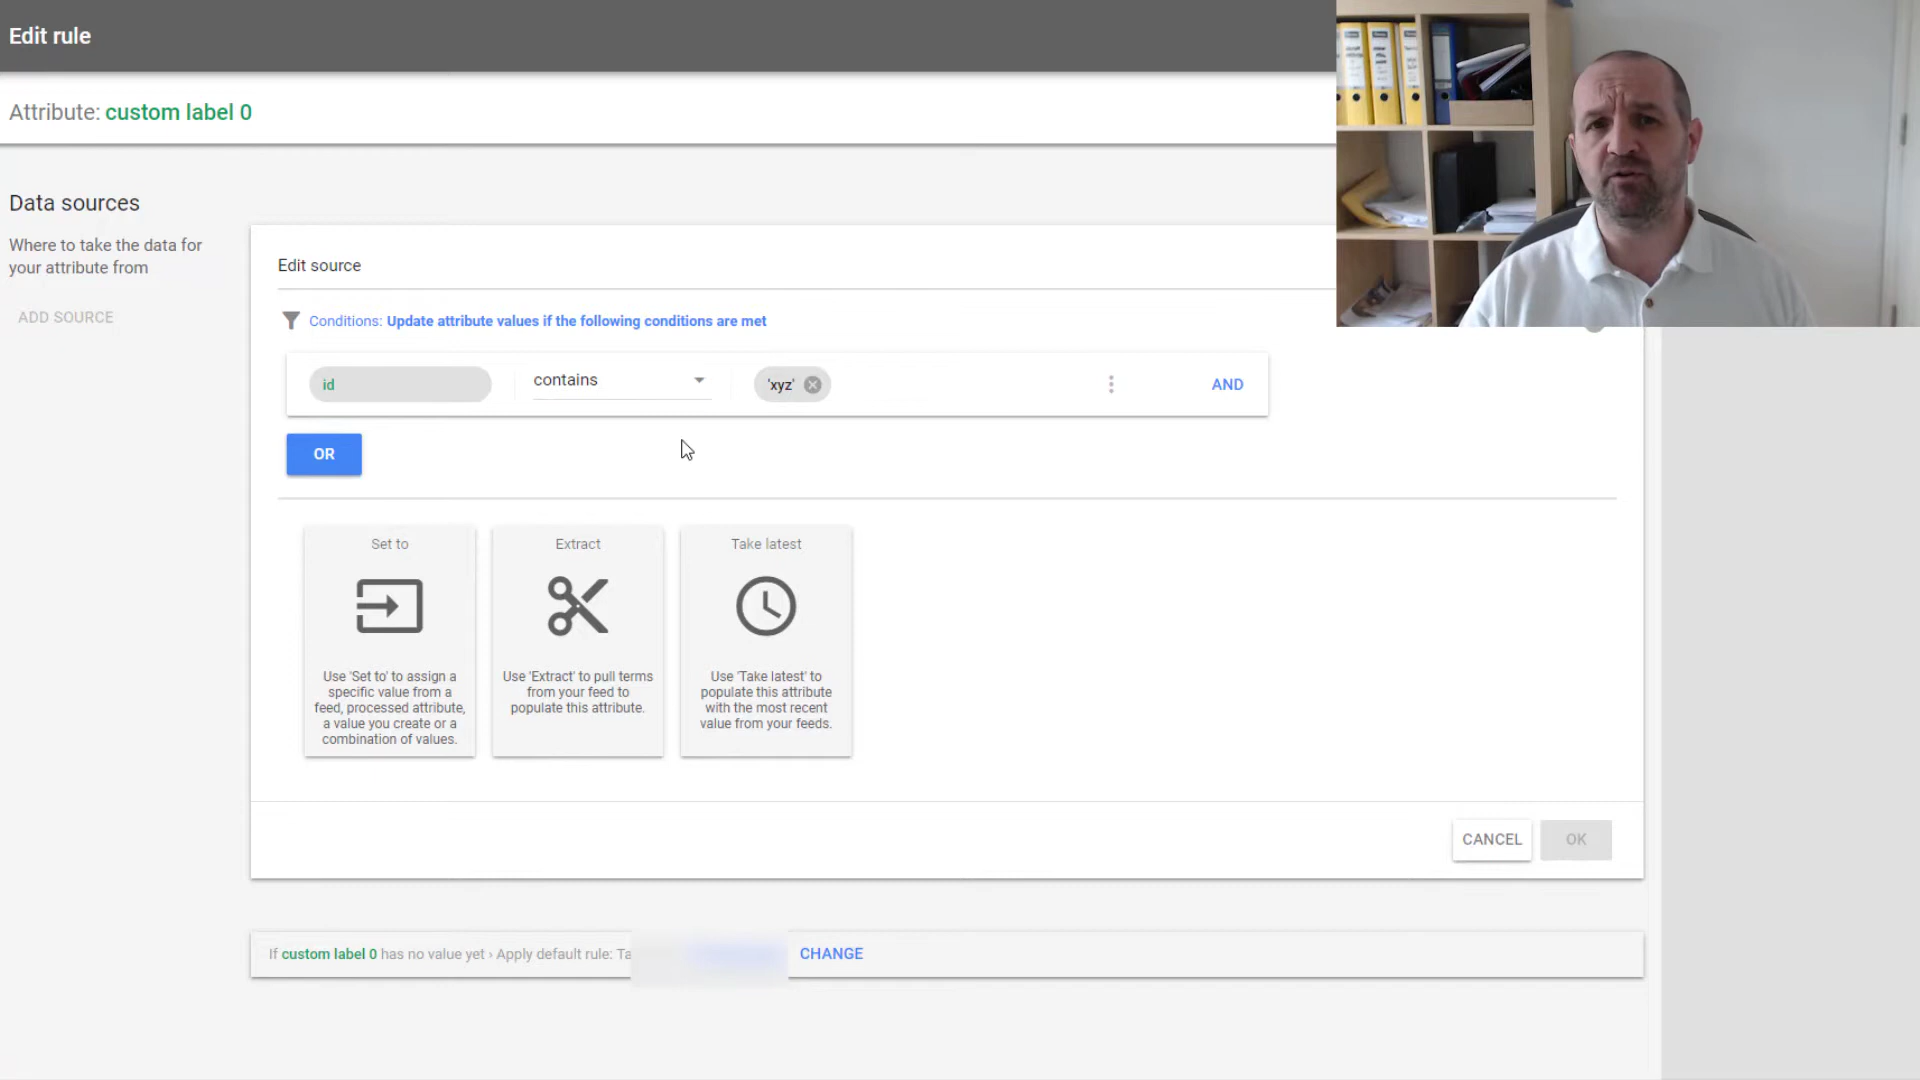 Edit rule
Attribute: custom label 0
Data sources
Where to take the data for
your attribute from
ADD SOURCE
Edit source
Conditions: Update attribute values if the following conditions are met
id
contains
'xyz'
AND
OR
Set to
Use 'Set to' to assign a
specific value from a
feed, processed attribute,
a value you create or a
combination of values.
Extract
Use 'Extract' to pull terms
from your feed to
populate this attribute.
Take latest
Use 'Take latest' to
populate this attribute
with the most recent
value from your feeds.
CANCEL
OK
If custom label 0 has no value yet › Apply default rule: Ta
CHANGE